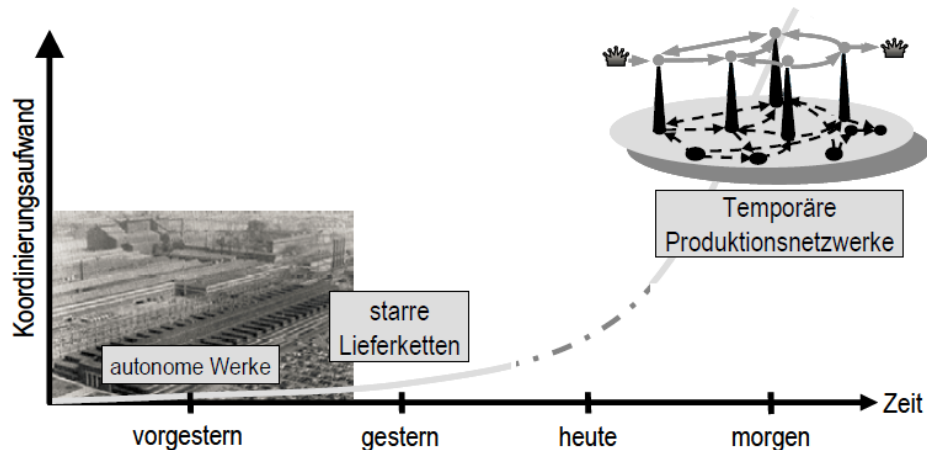 Koordinierungsaufwand
Temporäre
Produktionsnetzwerke
starre
Lieferketten
autonome Werke
Zeit
vorgestern
gestern
heute
morgen